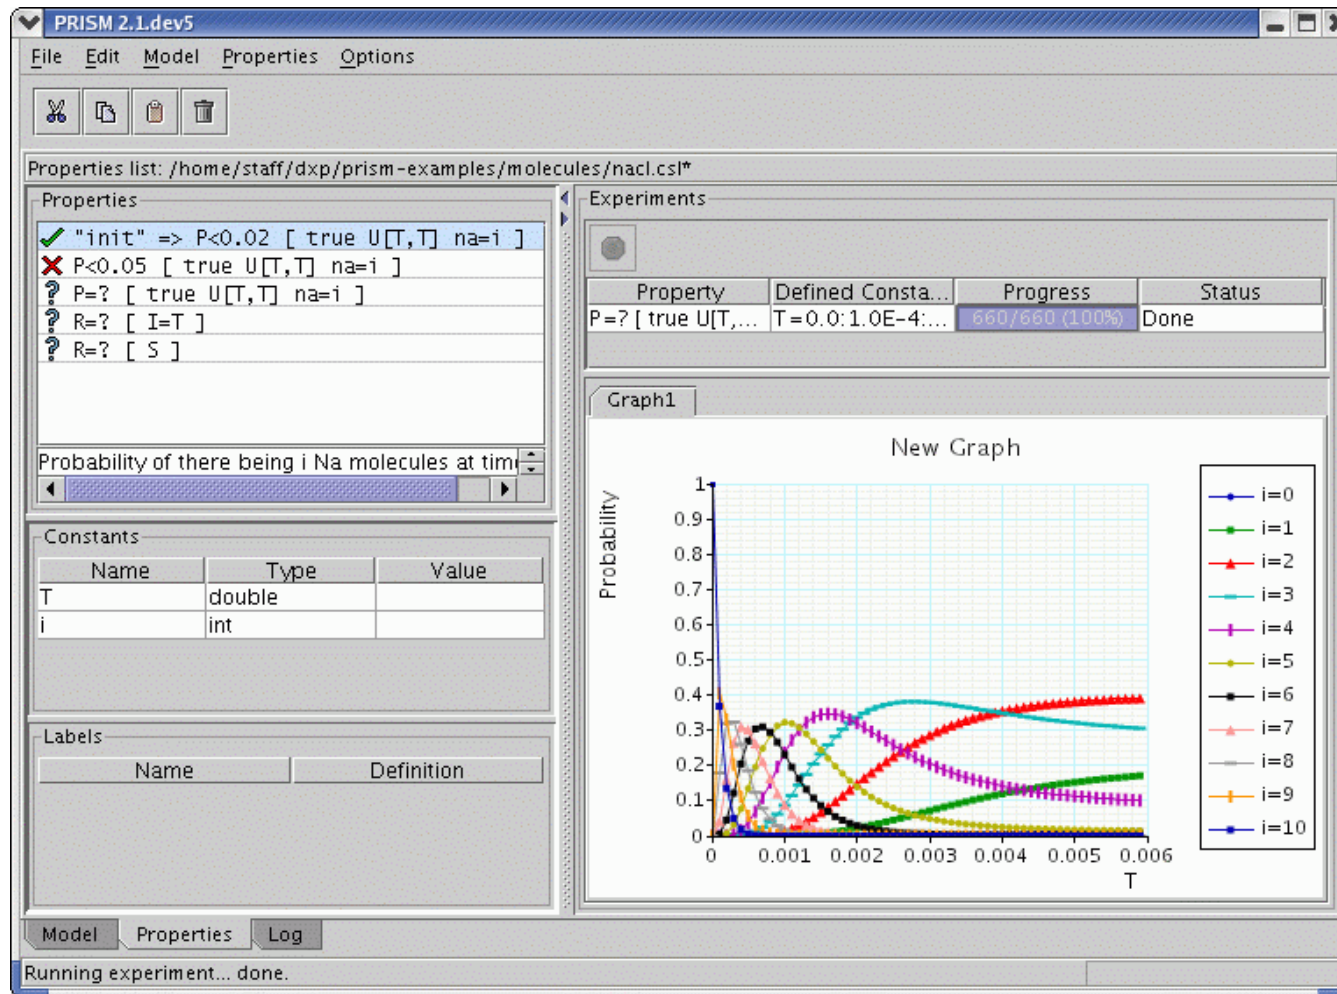 PRISM 2.1.dev5
File Edit Model Properties Options
Properties list: /home/staff/dxp/prism-examples/molecules/nacl.csl*
Properties
"init" => P<0.02 [ true U[T,T] na=i ]
P<0.05 [ true U[T,T] na=i ]
P=? [ true U[T,T] na=i ]
R=? [ I=T ]
R=? [ S ]
Probability of there being i Na molecules at tim
Constants
Name Type Value
T double
i int
Labels
Name Definition
Experiments
Property Defined Consta... Progress Status
P=? [ true U[T,... T=0.0:1.0E-4:... 660/660 (100%) Done
Graph1
New Graph
Probability
1
0.9
0.8
0.7
0.6
0.5
0.4
0.3
0.2
0.1
0
0 0.001 0.002 0.003 0.004 0.005 0.006
T
i=0
i=1
i=2
i=3
i=4
i=5
i=6
i=7
i=8
i=9
i=10
Model Properties Log
Running experiment... done.